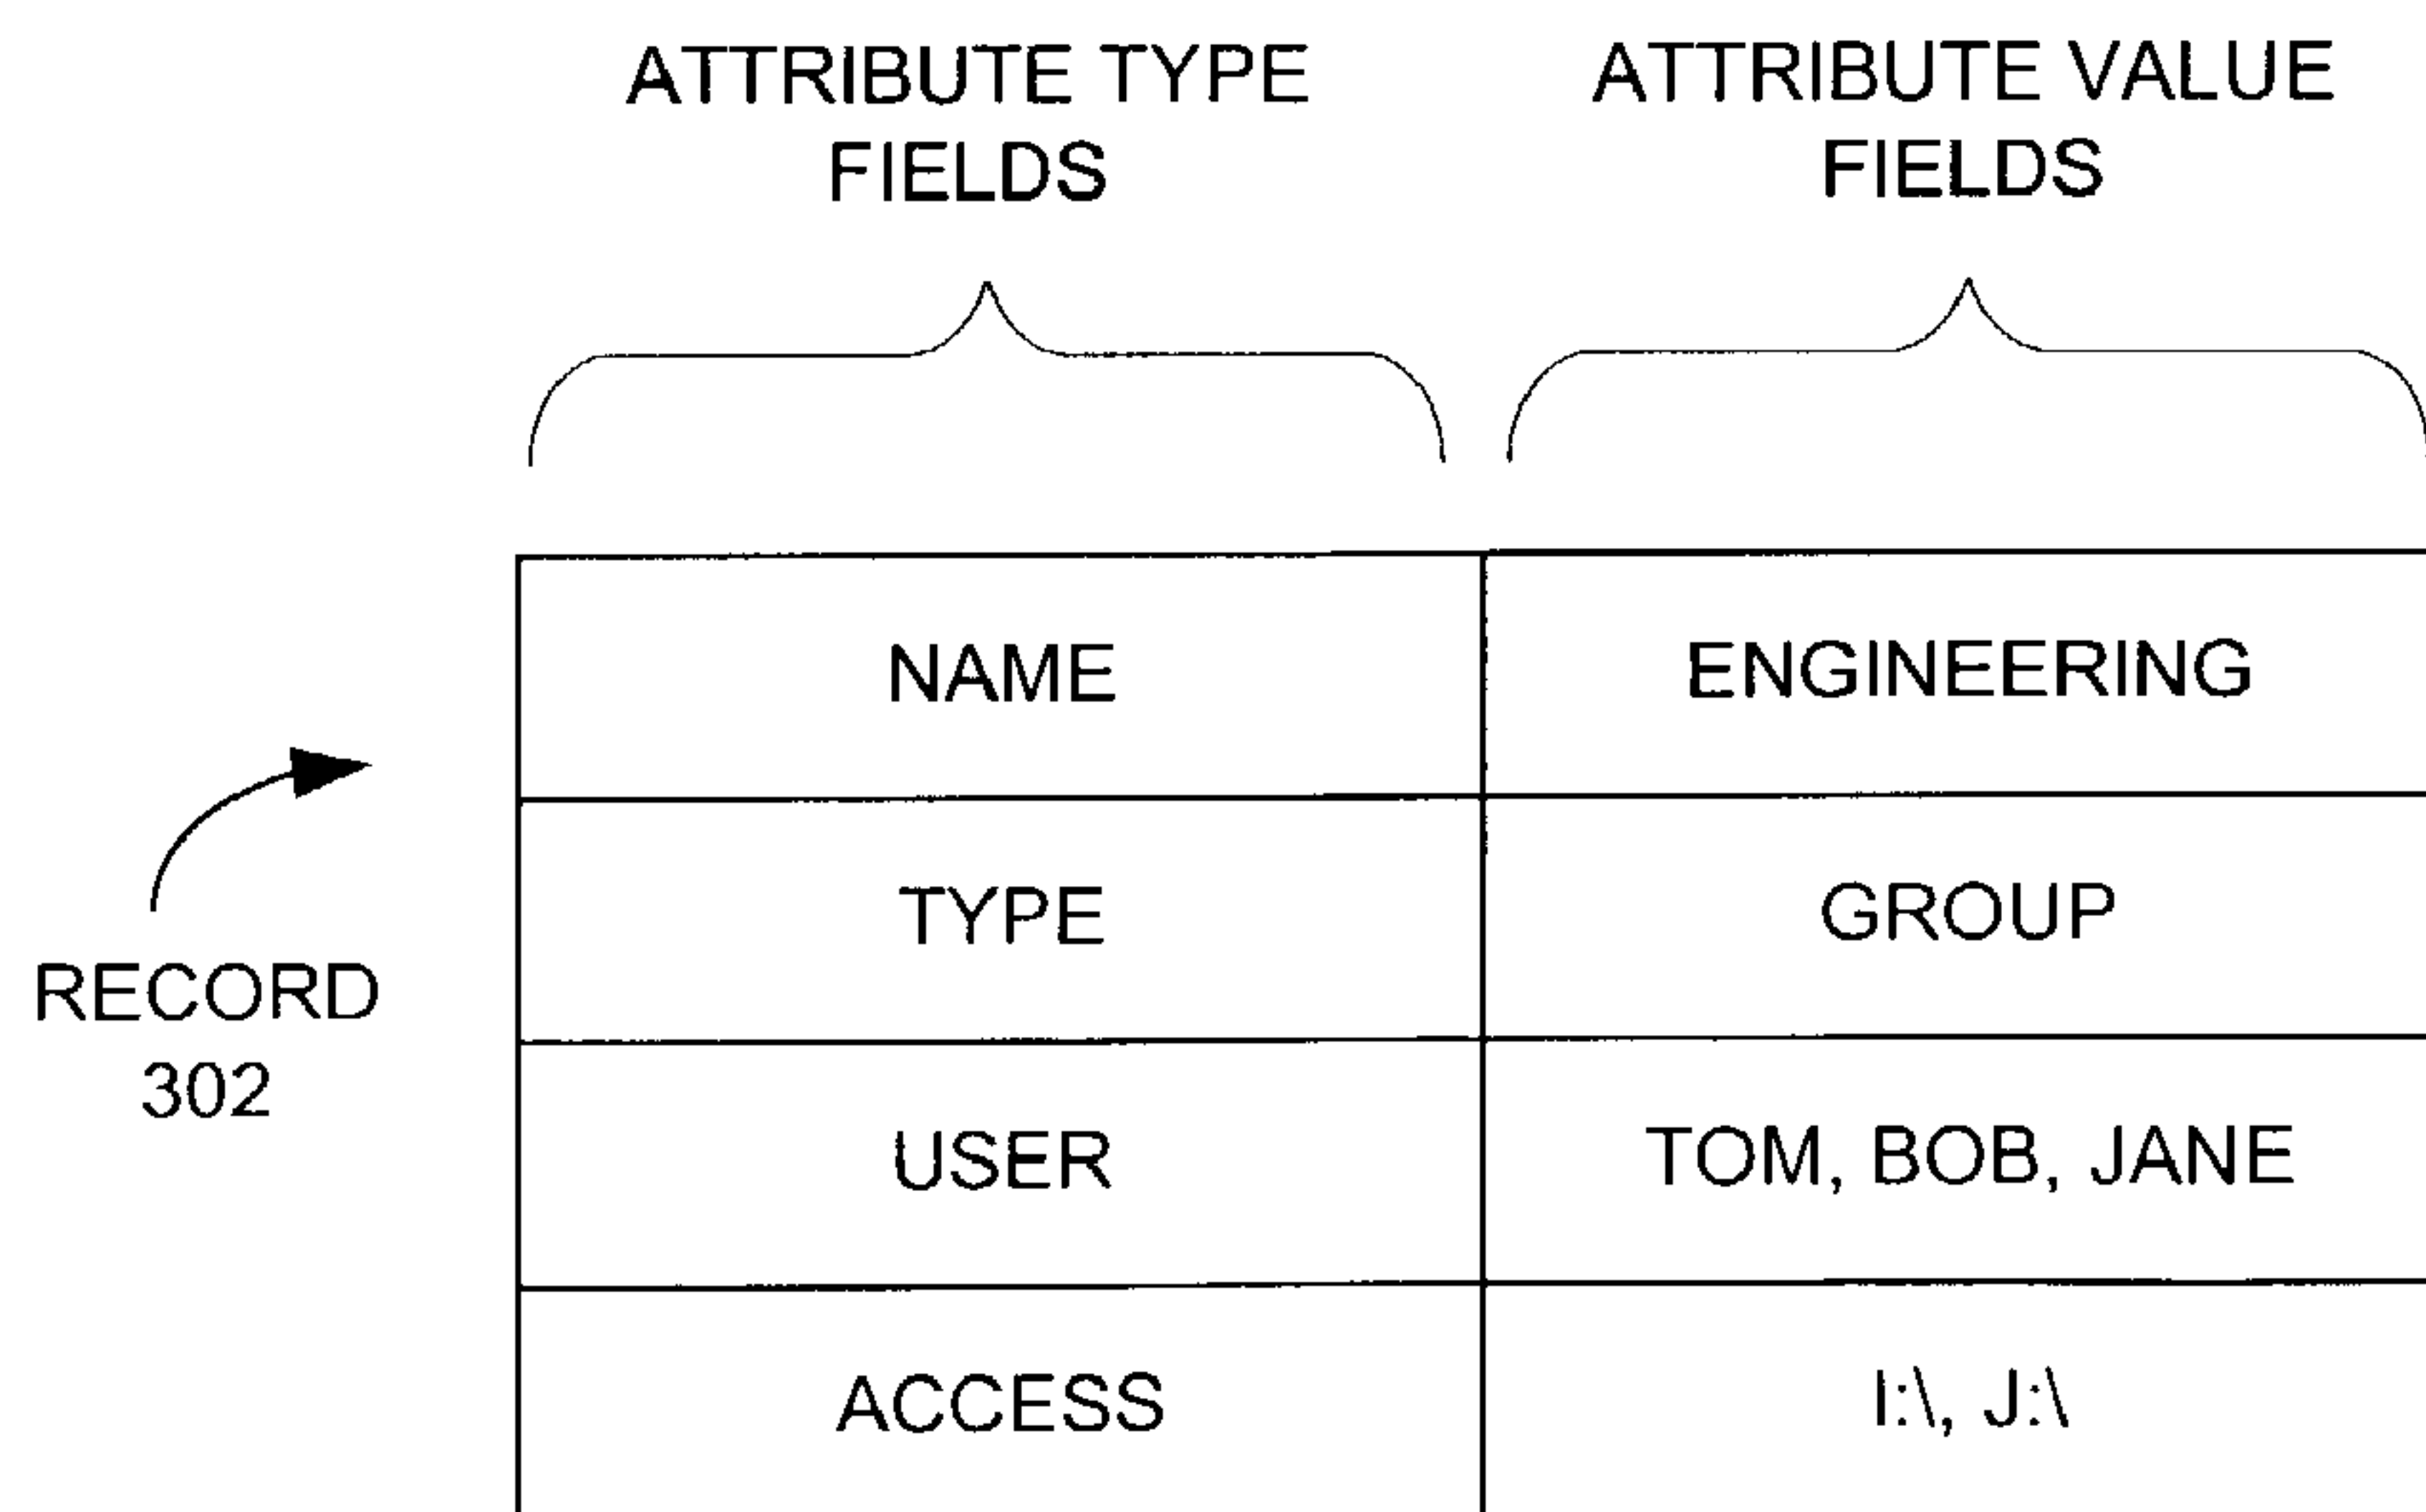 ATTRIBUTE TYPE
FIELDS
ATTRIBUTE VALUE
FIELDS
NAME
ENGINEERING
TYPE
GROUP
RECORD
302
USER
TOM, BOB, JANE
ACCESS
I:\, J:\